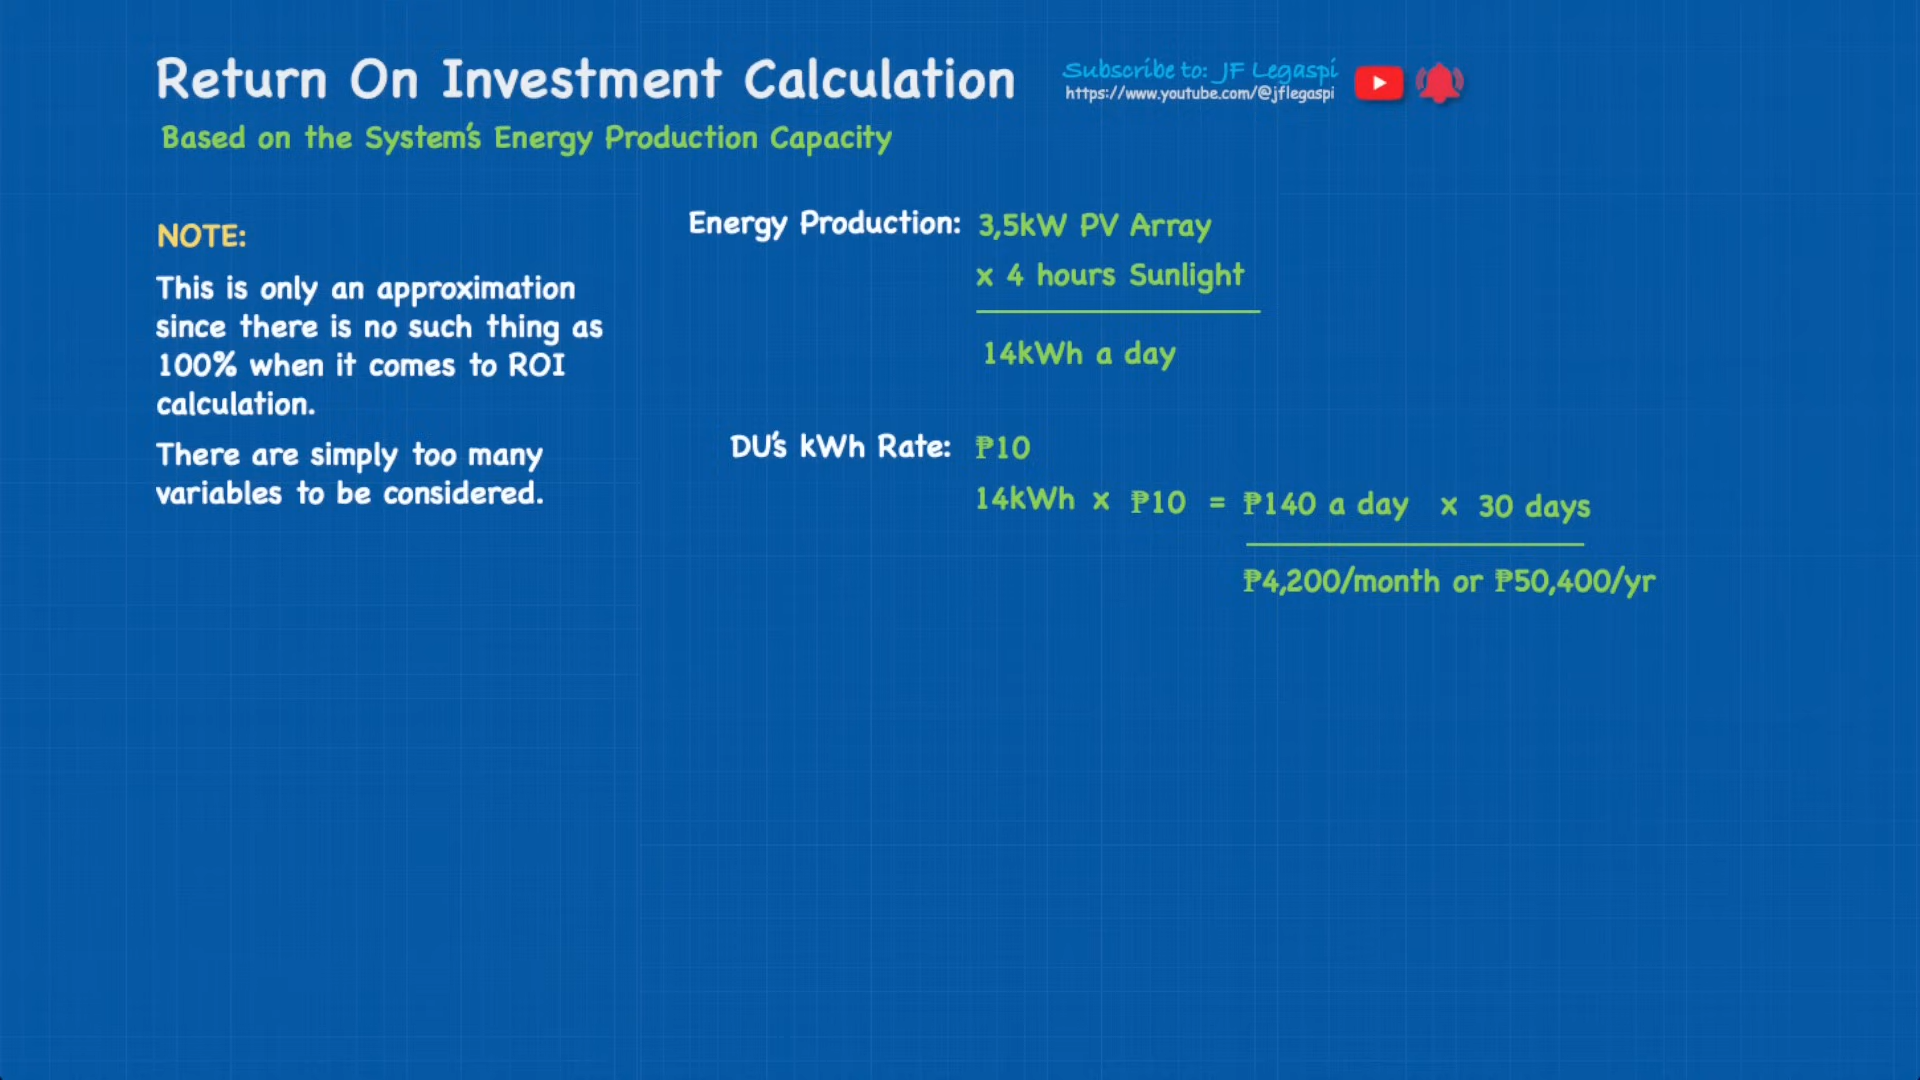 Return On Investment Calculation
Subscribe to: JF Legaspi
https://www.youtube.com/@jflegaspi
Based on the System's Energy Production Capacity
NOTE:
This is only an approximation
since there is no such thing as
100% when it comes to ROI
calculation.
There are simply too many
variables to be considered.
Energy Production: 3,5kW PV Array
x 4 hours Sunlight
14kWh a day
DU's kWh Rate: ₱10
14kWh x ₱10 = ₱140 a day x 30 days
₱4,200/month or ₱50,400/yr